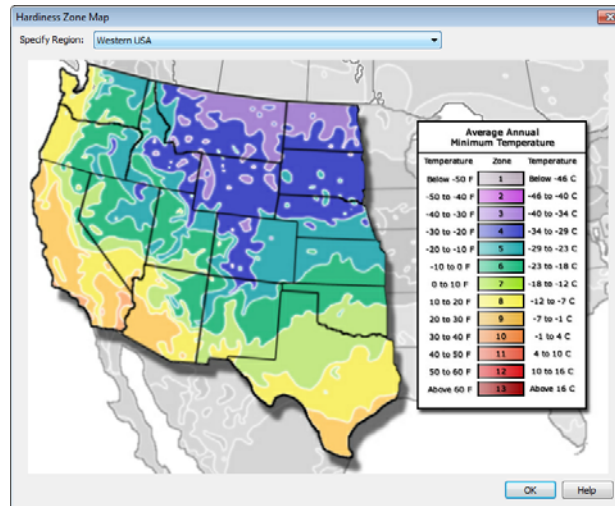 Hardiness Zone Map
Specify Region: Western USA
Average Annual
Minimum Temperature
Temperature Zone Temperature
Below -50 F 1 Below -46 C
-50 to -40 F 2 -46 to -40 C
-40 to -30 F 3 -40 to -34 C
-30 to -20 F 4 -34 to -29 C
-20 to -10 F 5 -29 to -23 C
-10 to 0 F 6 -23 to -18 C
0 to 10 F 7 -18 to -12 C
10 to 20 F 8 -12 to -7 C
20 to 30 F 9 -7 to -1 C
30 to 40 F 10 -1 to 4 C
40 to 50 F 11 4 to 10 C
50 to 60 F 12 10 to 16 C
Above 60 F 13 Above 16 C
OK Help